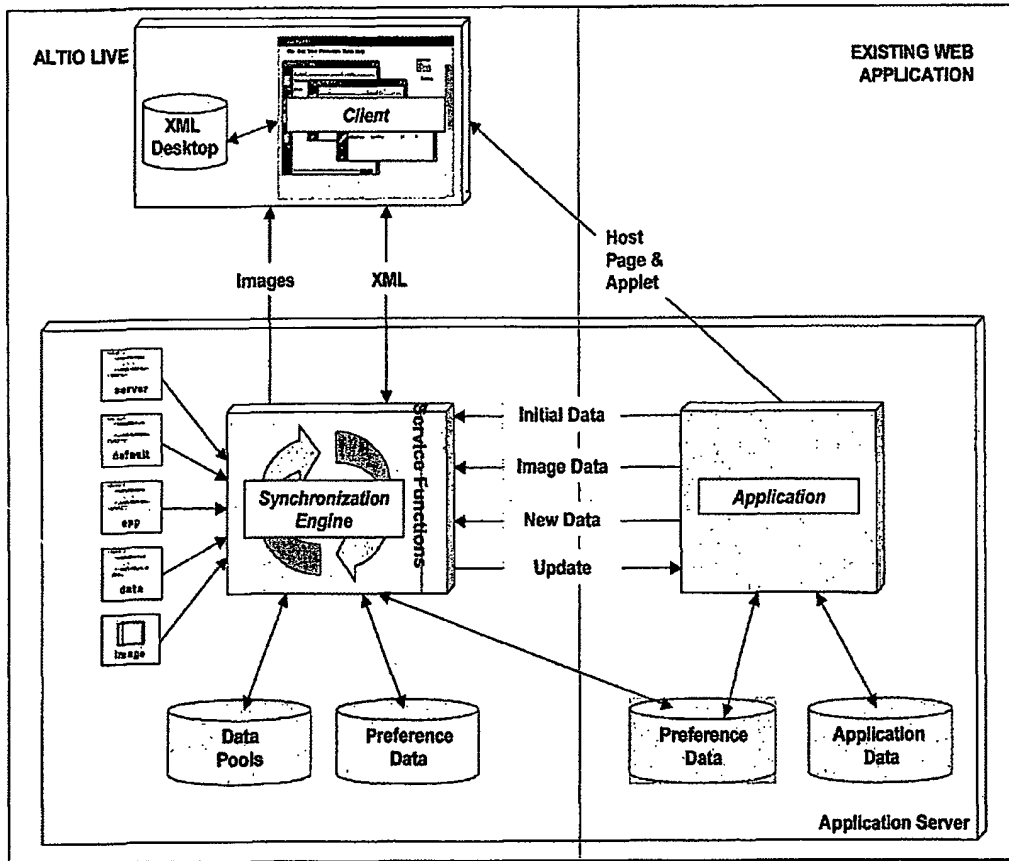 ALTIO LIVE
EXISTING WEB
APPLICATION
XML
Desktop
Client
Host
Page &
Applet
Images
XML
server
default
app
data
image
Synchronization
Engine
Service Functions
Initial Data
Image Data
New Data
Update
Application
Data
Pools
Preference
Data
Preference
Data
Application
Data
Application Server